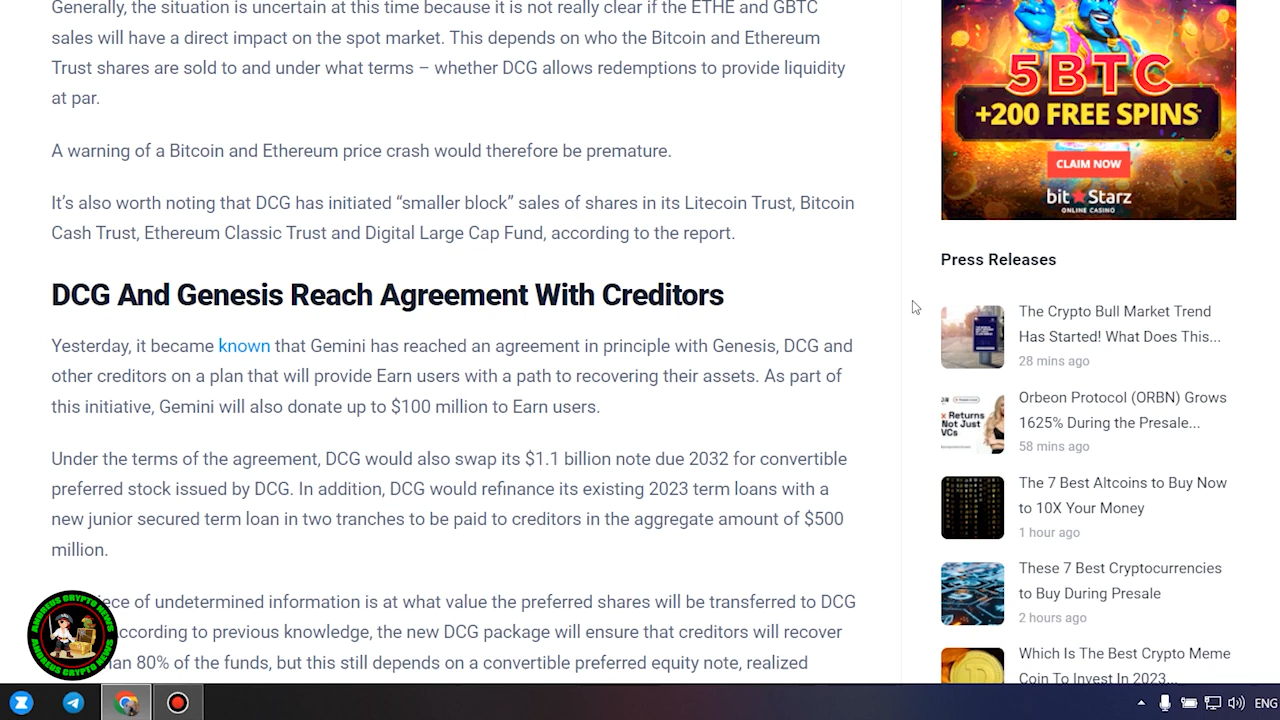 Generally, the situation is uncertain at this time because it is not really clear if the ETHE and GBTC
sales will have a direct impact on the spot market. This depends on who the Bitcoin and Ethereum
Trust shares are sold to and under what terms – whether DCG allows redemptions to provide liquidity
at par.
A warning of a Bitcoin and Ethereum price crash would therefore be premature.
It's also worth noting that DCG has initiated “smaller block” sales of shares in its Litecoin Trust, Bitcoin
Cash Trust, Ethereum Classic Trust and Digital Large Cap Fund, according to the report.
DCG And Genesis Reach Agreement With Creditors
Yesterday, it became known that Gemini has reached an agreement in principle with Genesis, DCG and
other creditors on a plan that will provide Earn users with a path to recovering their assets. As part of
this initiative, Gemini will also donate up to $100 million to Earn users.
Under the terms of the agreement, DCG would also swap its $1.1 billion note due 2032 for convertible
preferred stock issued by DCG. In addition, DCG would refinance its existing 2023 term loans with a
new junior secured term loan in two tranches to be paid to creditors in the aggregate amount of $500
million.
iece of undetermined information is at what value the preferred shares will be transferred to DCG
ccording to previous knowledge, the new DCG package will ensure that creditors will recover
an 80% of the funds, but this still depends on a convertible preferred equity note, realized
ANDREUS CRYPTO NEWS
ANDREUS CRYPTO NEWS
5BTC
+200 FREE SPINS
CLAIM NOW
bit Starz
ONLINE CASINO
Press Releases
The Crypto Bull Market Trend
Has Started! What Does This...
28 mins ago
x Returns
Not Just
VCs
Orbeon Protocol (ORBN) Grows
1625% During the Presale...
58 mins ago
The 7 Best Altcoins to Buy Now
to 10X Your Money
1 hour ago
These 7 Best Cryptocurrencies
to Buy During Presale
2 hours ago
Which Is The Best Crypto Meme
Coin To Invest In 2023...
ENG